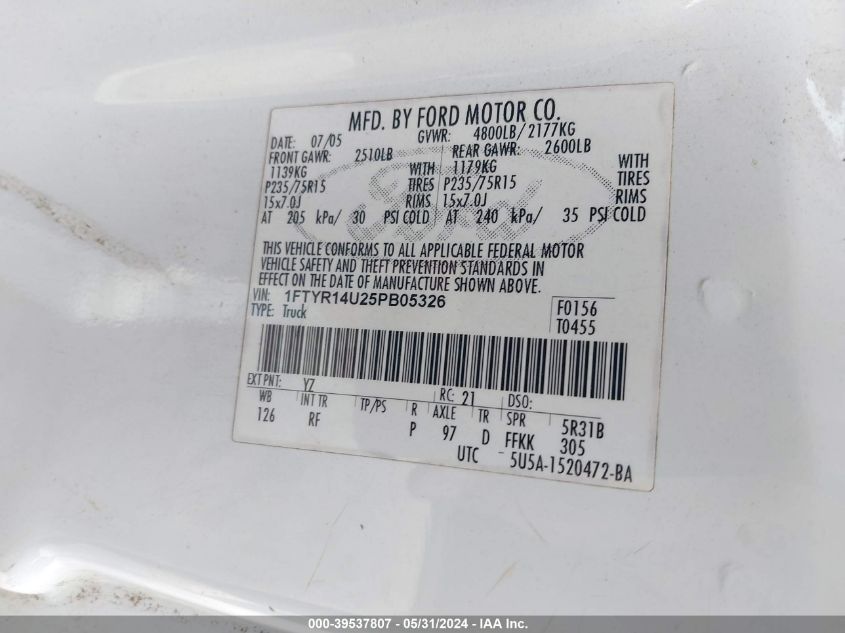 MFD. BY FORD MOTOR CO.
DATE: 07/05 GVWR: 4800LB/ 2177KG
FRONT GAWR: 2510LB REAR GAWR: 2600LB
1139KG WITH 1179KG WITH
P235/75R15 TIRES P235/75R15 TIRES
15x7.0J RIMS 15x7.0J RIMS
AT 205 kPa/ 30 PSI COLD AT 240 kPa/ 35 PSI COLD
Ford
THIS VEHICLE CONFORMS TO ALL APPLICABLE FEDERAL MOTOR
VEHICLE SAFETY AND THEFT PREVENTION STANDARDS IN
EFFECT ON THE DATE OF MANUFACTURE SHOWN ABOVE.
VIN: 1FTYR14U25PB05326 F0156
TYPE: Truck T0455
EXT PNT: YZ RC: 21 DSO:
WB INT TR TP/PS R AXLE TR SPR 5R31B
126 RF P 97 D FFKK 305
UTC 5U5A-1520472-BA
000-39537807 - 05/31/2024 - IAA Inc.